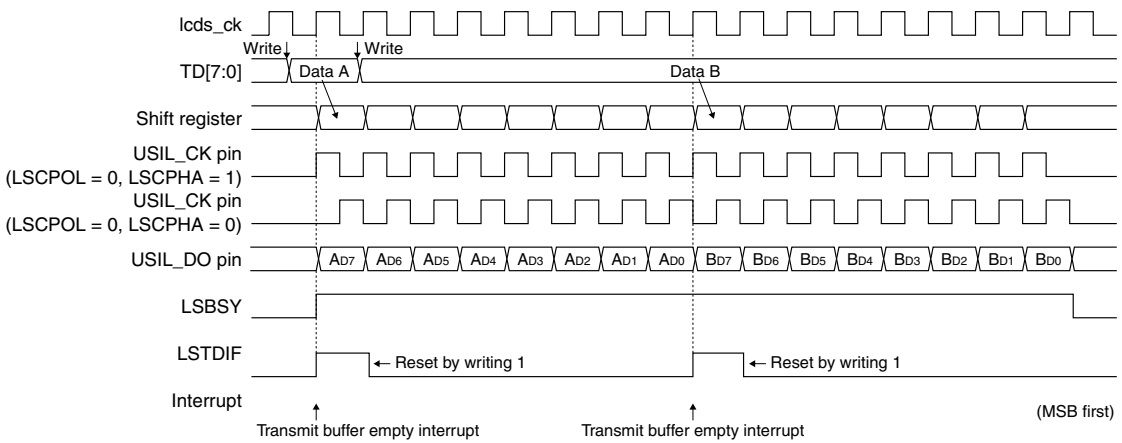 lcds_ck
Write Write
TD[7:0] Data A Data B
Shift register
USIL_CK pin
(LSCPOL = 0, LSCPHA = 1)
USIL_CK pin
(LSCPOL = 0, LSCPHA = 0)
USIL_DO pin AD7 AD6 AD5 AD4 AD3 AD2 AD1 AD0 BD7 BD6 BD5 BD4 BD3 BD2 BD1 BD0
LSBSY
LSTDIF ← Reset by writing 1 ← Reset by writing 1
Interrupt
(MSB first)
Transmit buffer empty interrupt Transmit buffer empty interrupt